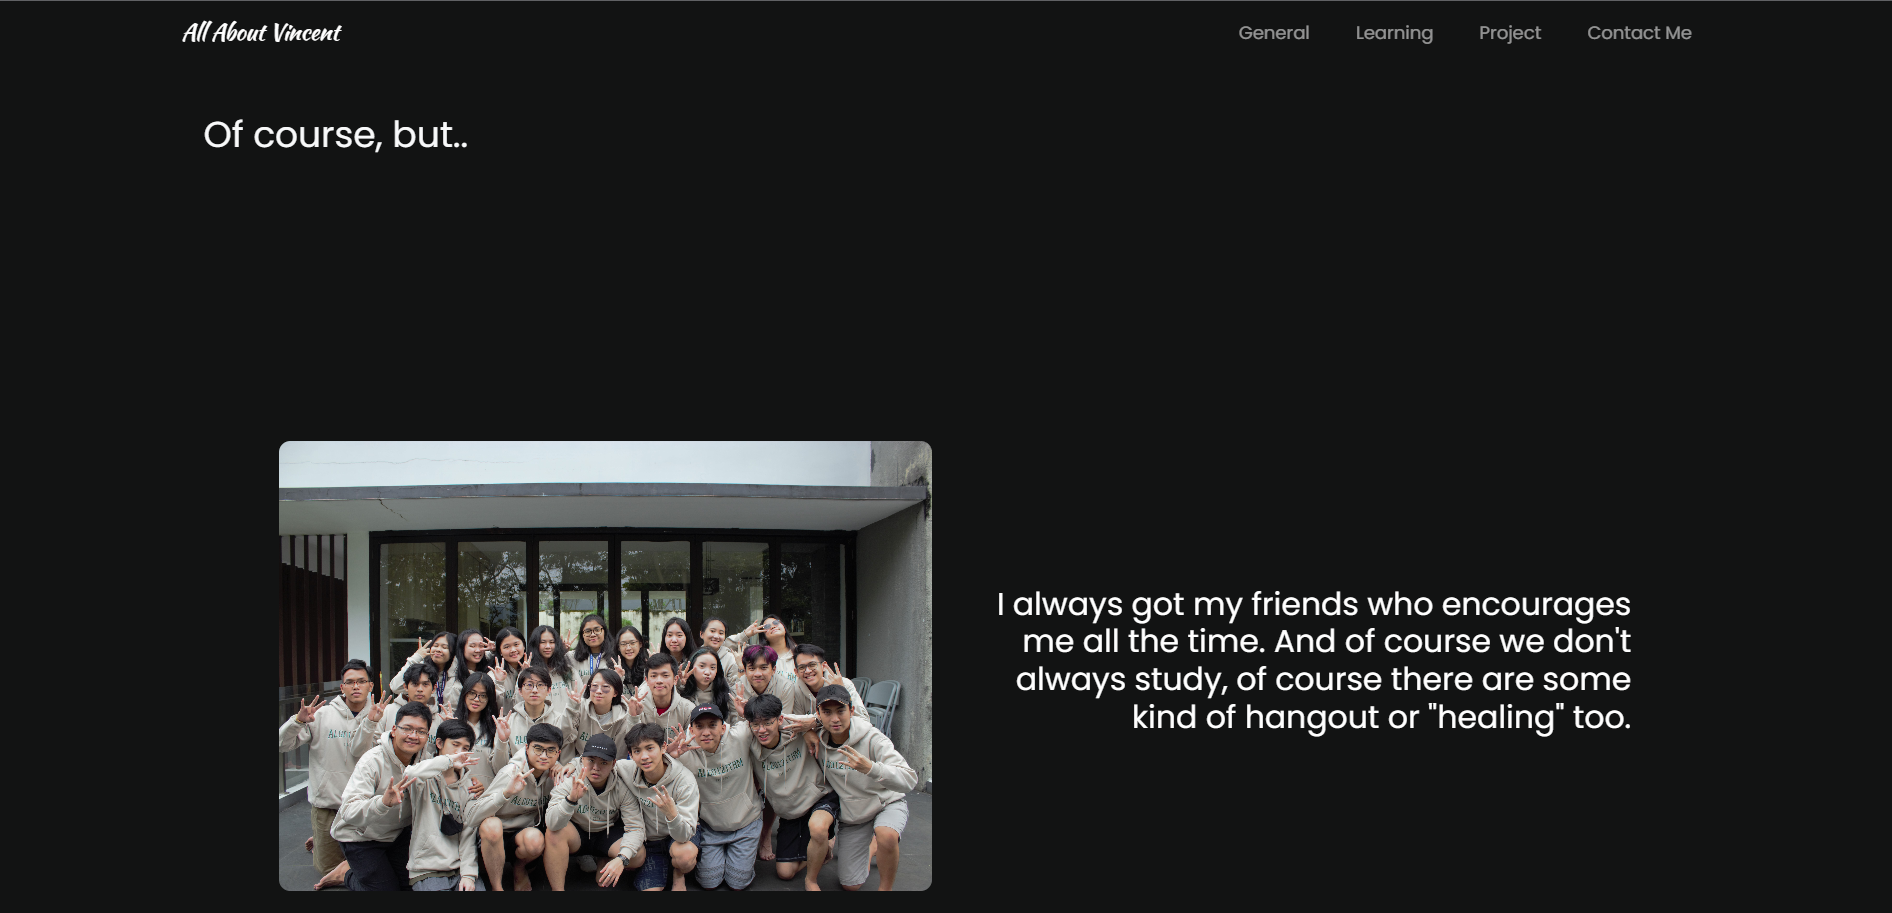 All About Vincent
General
Learning
Project
Contact Me
Of course, but..
I always got my friends who encourages
me all the time. And of course we don't
always study, of course there are some
kind of hangout or "healing" too.